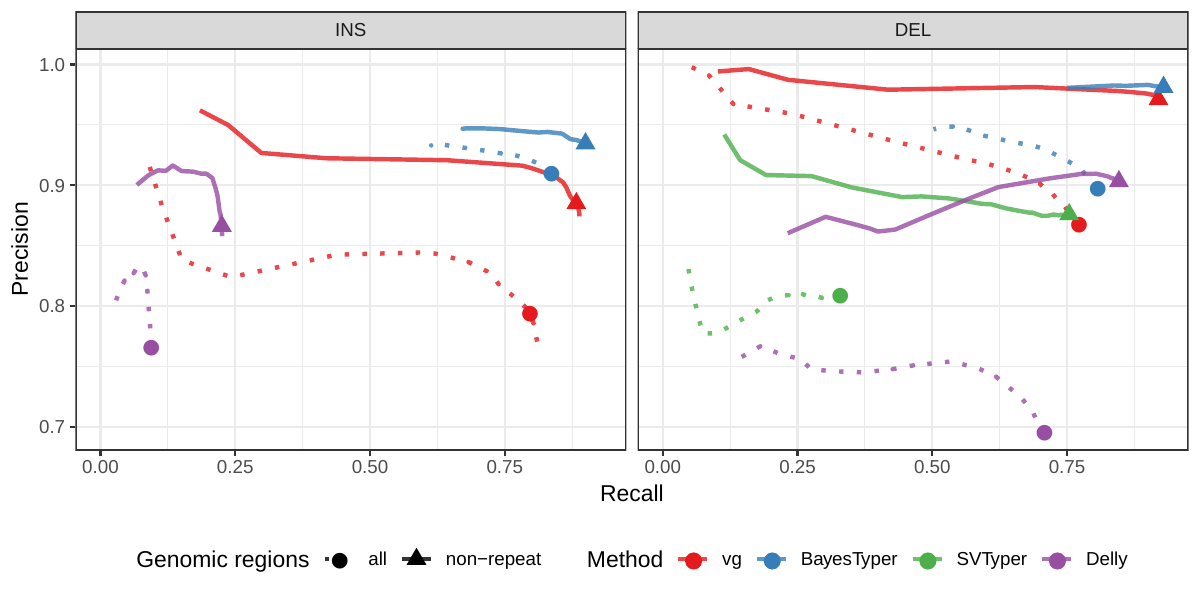 INS DEL
Precision
1.0
0.9
0.8
0.7
0.00 0.25 0.50 0.75 0.00 0.25 0.50 0.75
Recall
Genomic regions all non−repeat Method vg BayesTyper SVTyper Delly